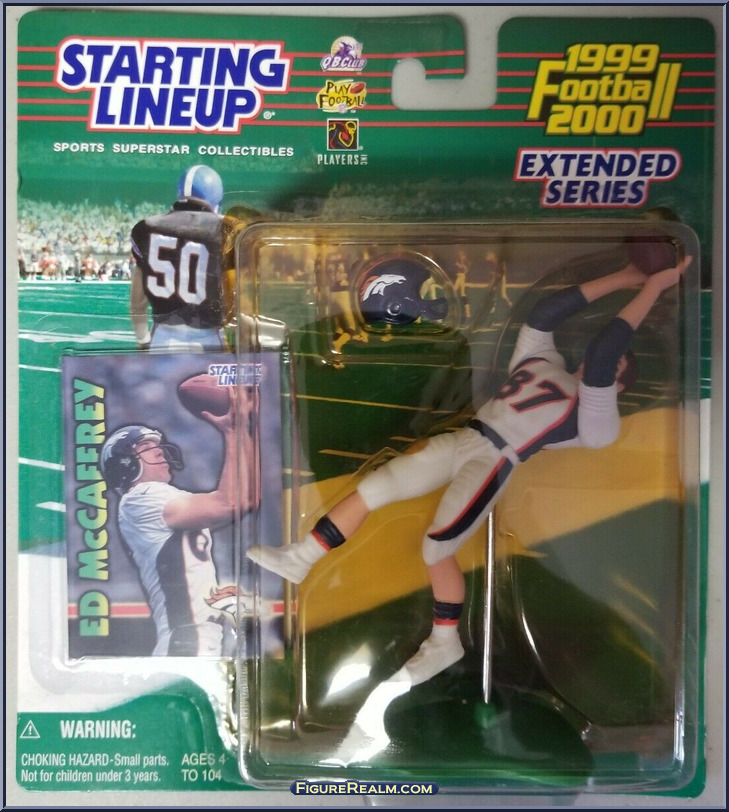 STARTING
LINEUP
SPORTS SUPERSTAR COLLECTIBLES
QB CLUB
PLAY
FOOTBALL
PLAYERS INC
1999
Football
2000
EXTENDED
SERIES
50
87
STARTING
LINEUP
ED McCAFFREY
WARNING:
CHOKING HAZARD-Small parts.
Not for children under 3 years.
AGES 4
TO 104
FIGUREREALM.COM